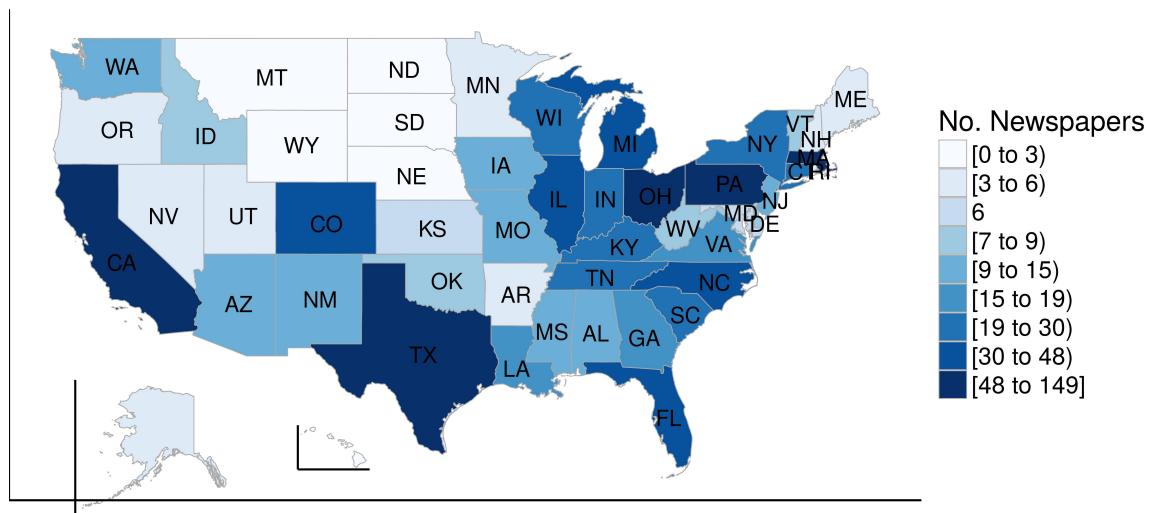 WA
MT
ND
MN
ME
OR
ID
SD
WI
VT
NH
NY
MI
MA
WY
IA
CT
RI
NE
PA
OH
NJ
IL
IN
NV
UT
CO
KS
MO
WV
MD
DE
VA
KY
CA
OK
TN
NC
AZ
NM
AR
SC
MS
AL
GA
TX
LA
FL
No. Newspapers
[0 to 3)
[3 to 6)
6
[7 to 9)
[9 to 15)
[15 to 19)
[19 to 30)
[30 to 48)
[48 to 149]